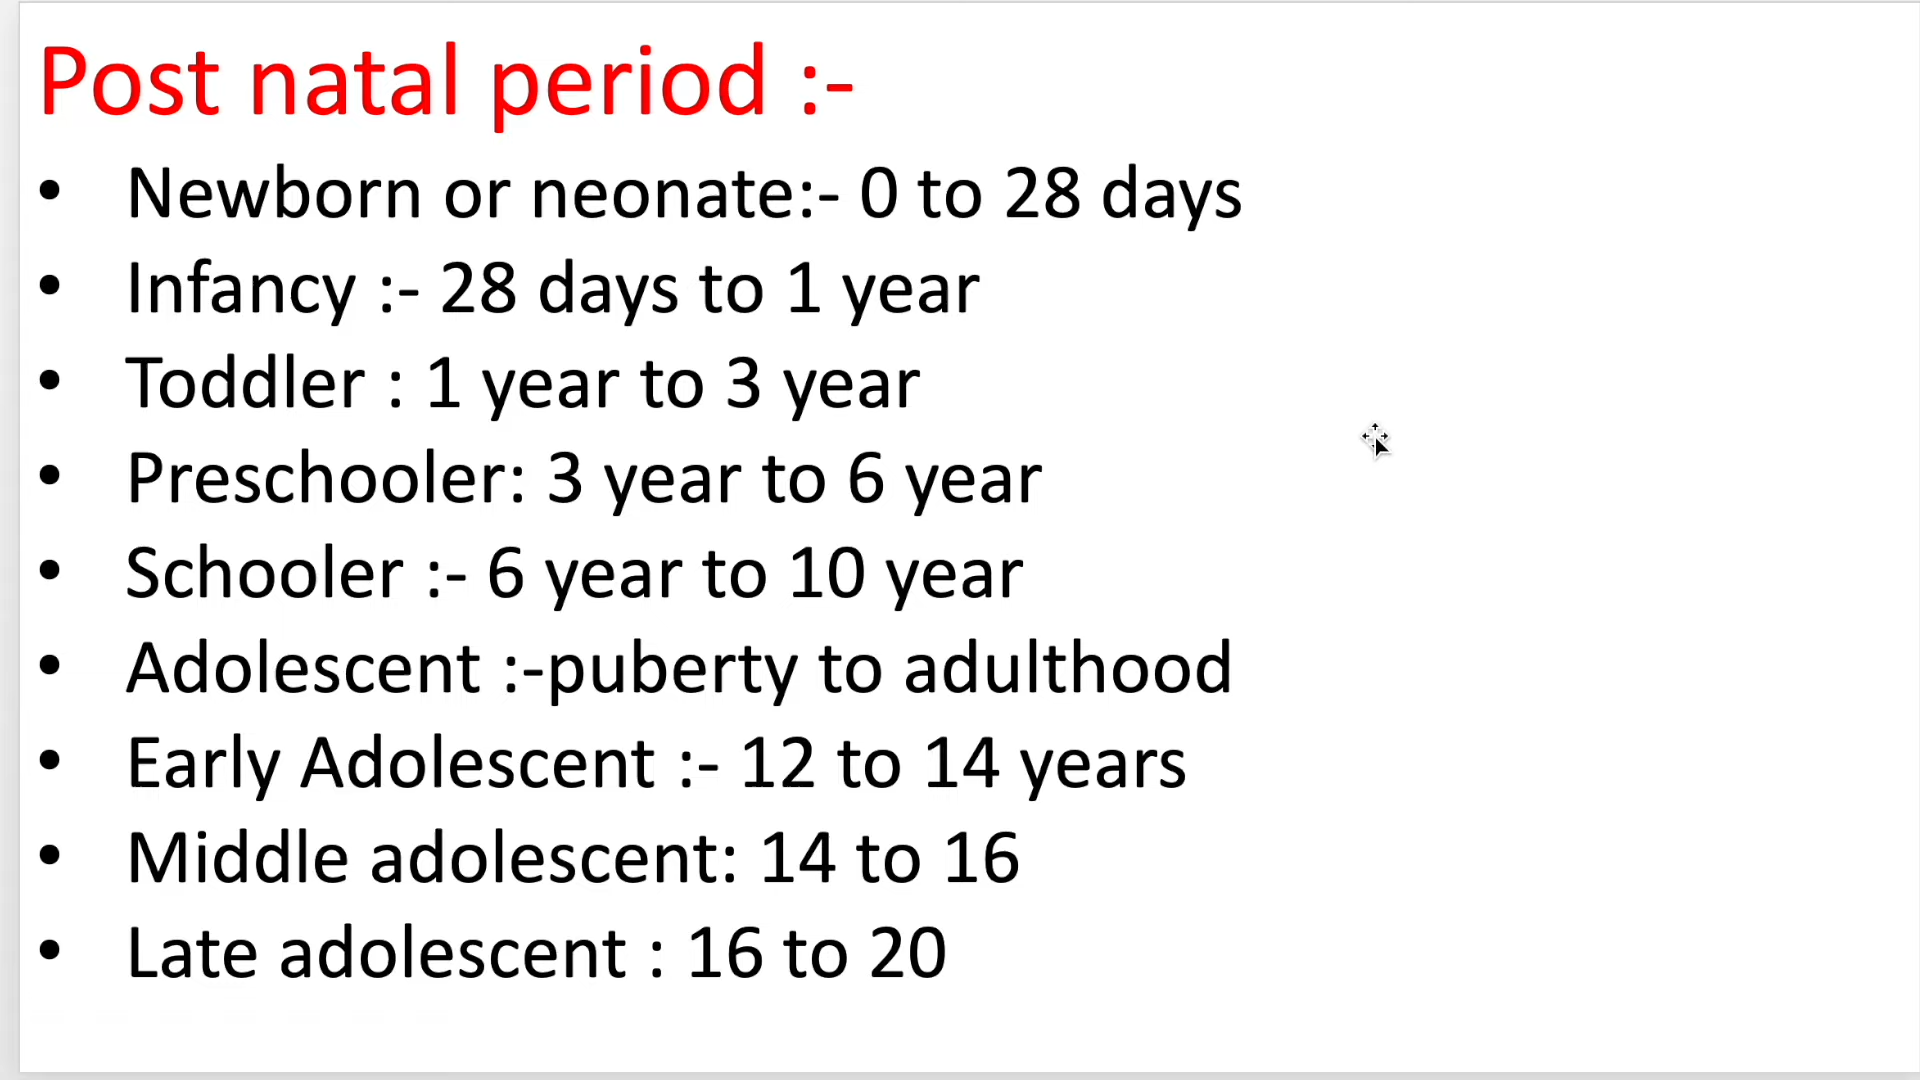 Post natal period :-
• Newborn or neonate:- 0 to 28 days
• Infancy :- 28 days to 1 year
• Toddler : 1 year to 3 year
• Preschooler: 3 year to 6 year
• Schooler :- 6 year to 10 year
• Adolescent :-puberty to adulthood
• Early Adolescent :- 12 to 14 years
• Middle adolescent: 14 to 16
• Late adolescent : 16 to 20